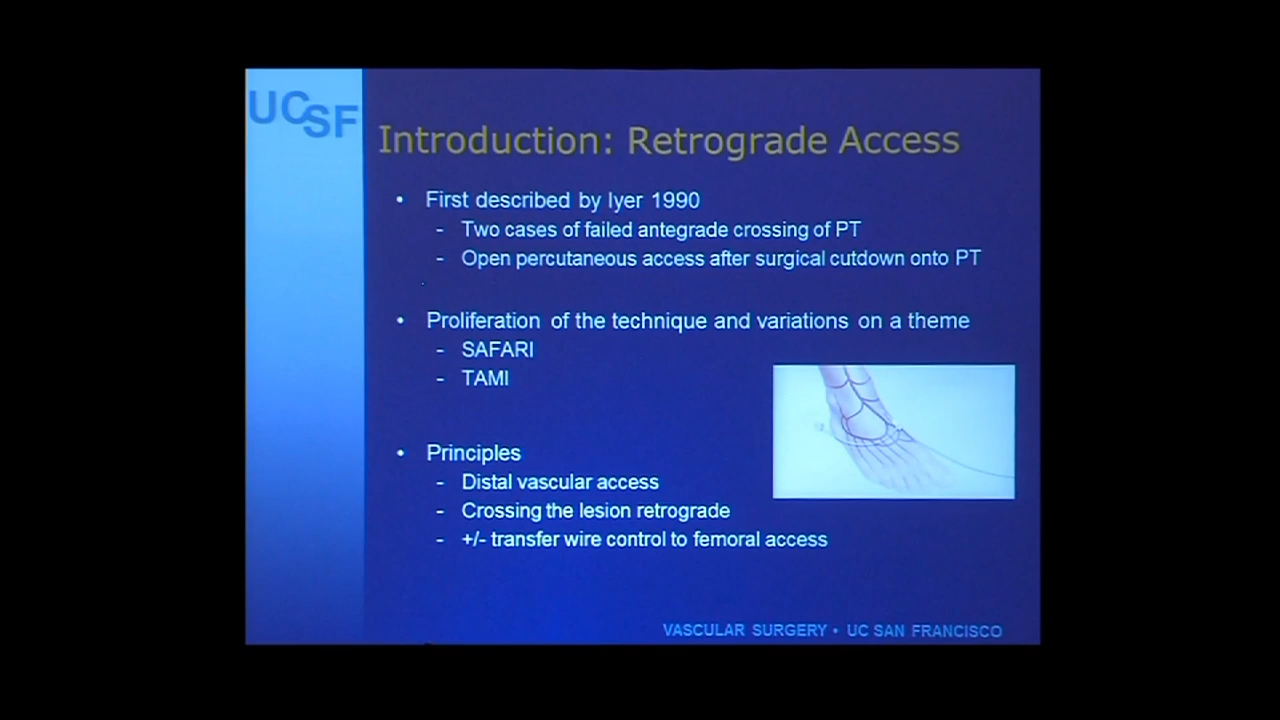 UCSF
Introduction: Retrograde Access
• First described by Iyer 1990
- Two cases of failed antegrade crossing of PT
- Open percutaneous access after surgical cutdown onto PT
• Proliferation of the technique and variations on a theme
- SAFARI
- TAMI
• Principles
- Distal vascular access
- Crossing the lesion retrograde
- +/- transfer wire control to femoral access
VASCULAR SURGERY • UC SAN FRANCISCO